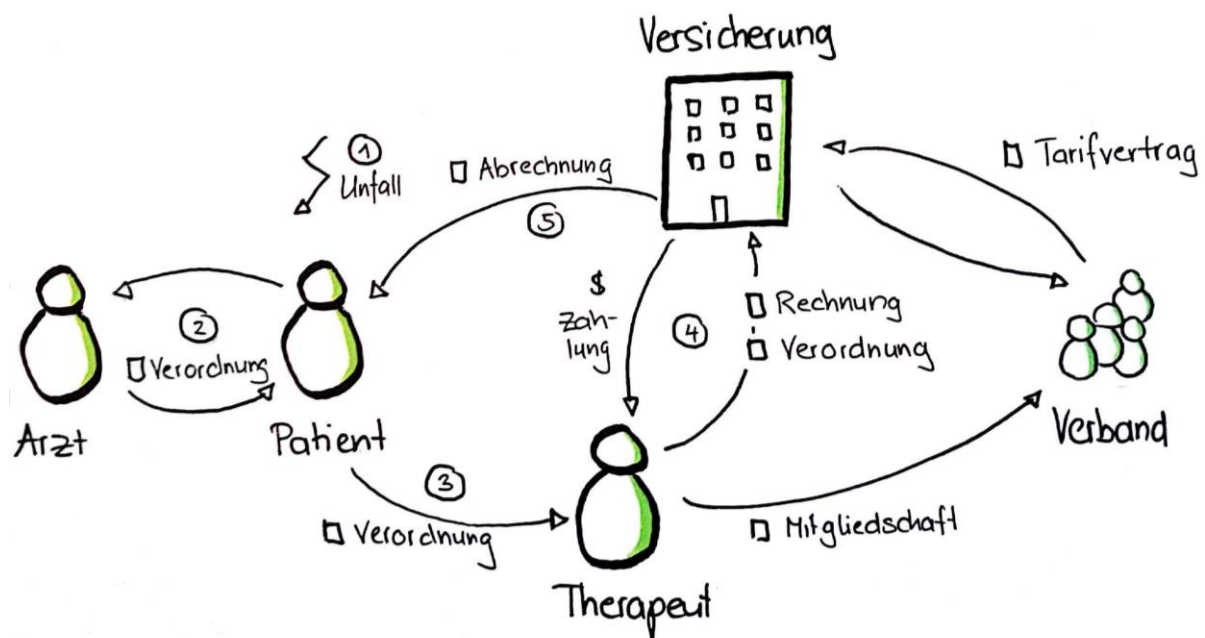 Versicherung
① Unfall
Abrechnung
⑤
Tarifvertrag
②
Verordnung
$
Zah-
lung
④
Rechnung
Verordnung
Arzt
Patient
Verband
③
Verordnung
Mitgliedschaft
Therapeut